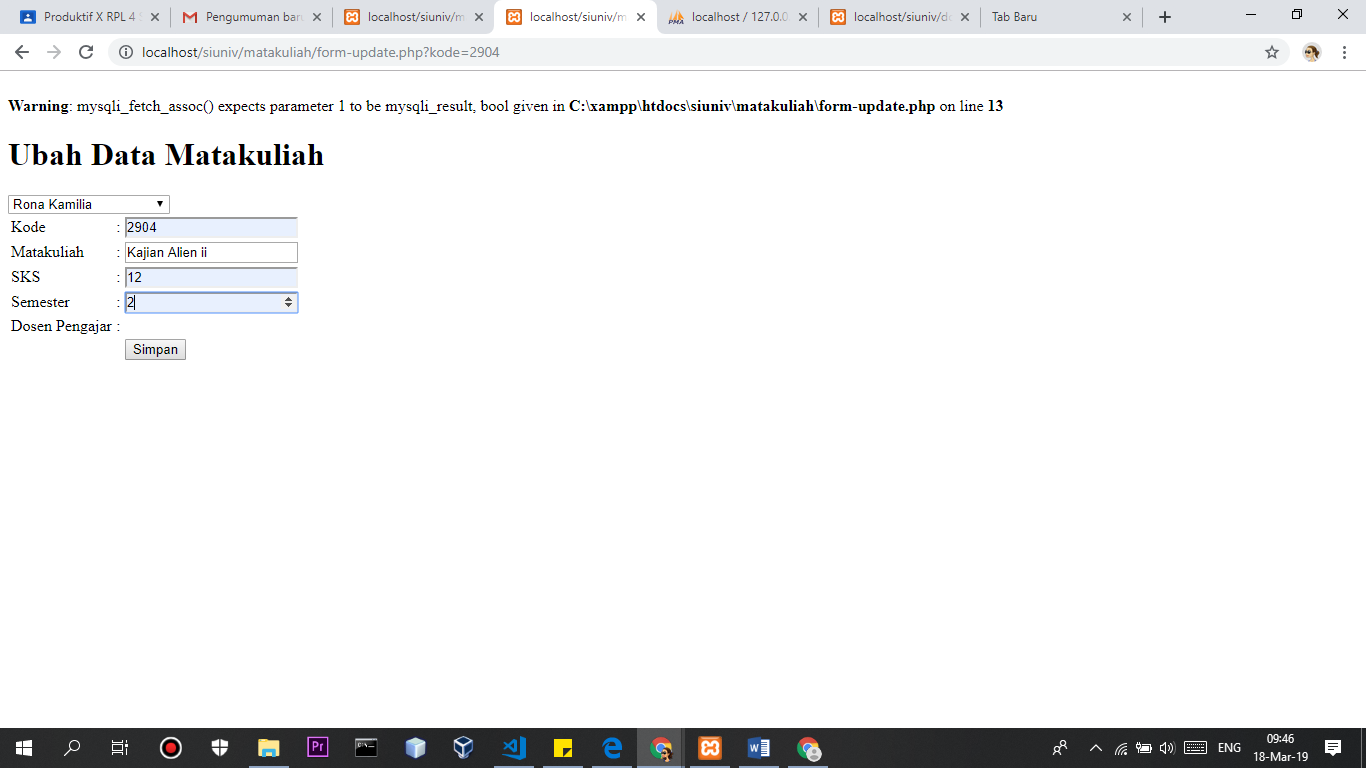 Produktif X RPL 4
Pengumuman bar
localhost/siuniv/m
localhost/siuniv/m
localhost / 127.0.0
localhost/siuniv/do
Tab Baru
localhost/siuniv/matakuliah/form-update.php?kode=2904
Warning: mysqli_fetch_assoc() expects parameter 1 to be mysqli_result, bool given in C:\xampp\htdocs\siuniv\matakuliah\form-update.php on line 13
Ubah Data Matakuliah
Rona Kamilia
Kode : 2904
Matakuliah : Kajian Alien ii
SKS : 12
Semester : 2
Dosen Pengajar :
Simpan
Pr
ENG
09:46
18-Mar-19